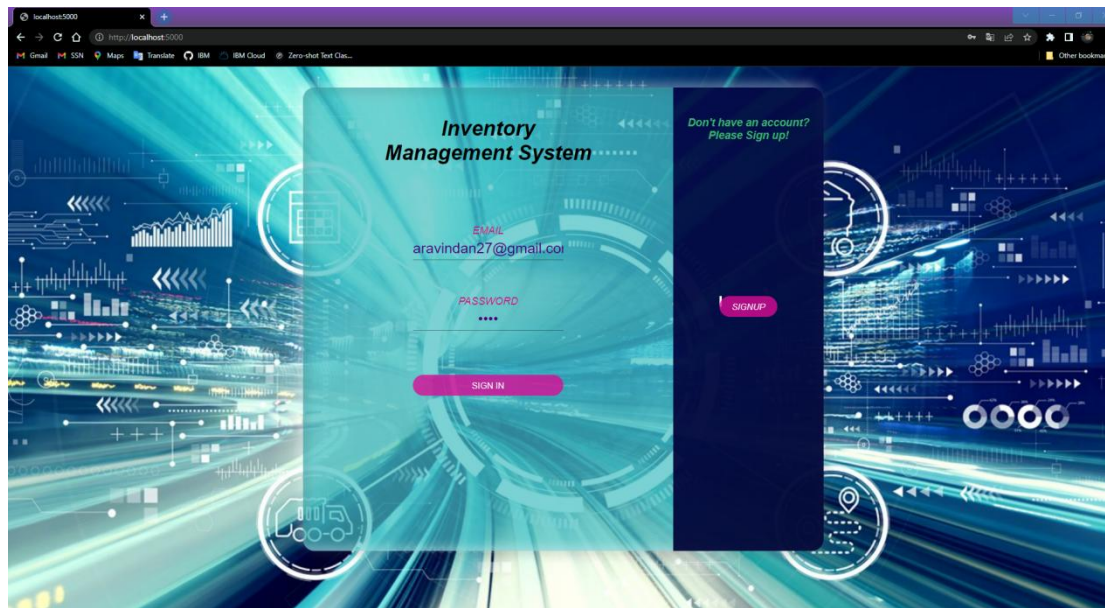 localhost:5000
http://localhost:5000
Gmail SSN Maps Translate IBM IBM Cloud Zero-shot Text Clas... Other bookmar
Inventory
Management System
EMAIL
aravindan27@gmail.co
PASSWORD
SIGN IN
Don't have an account?
Please Sign up!
SIGNUP